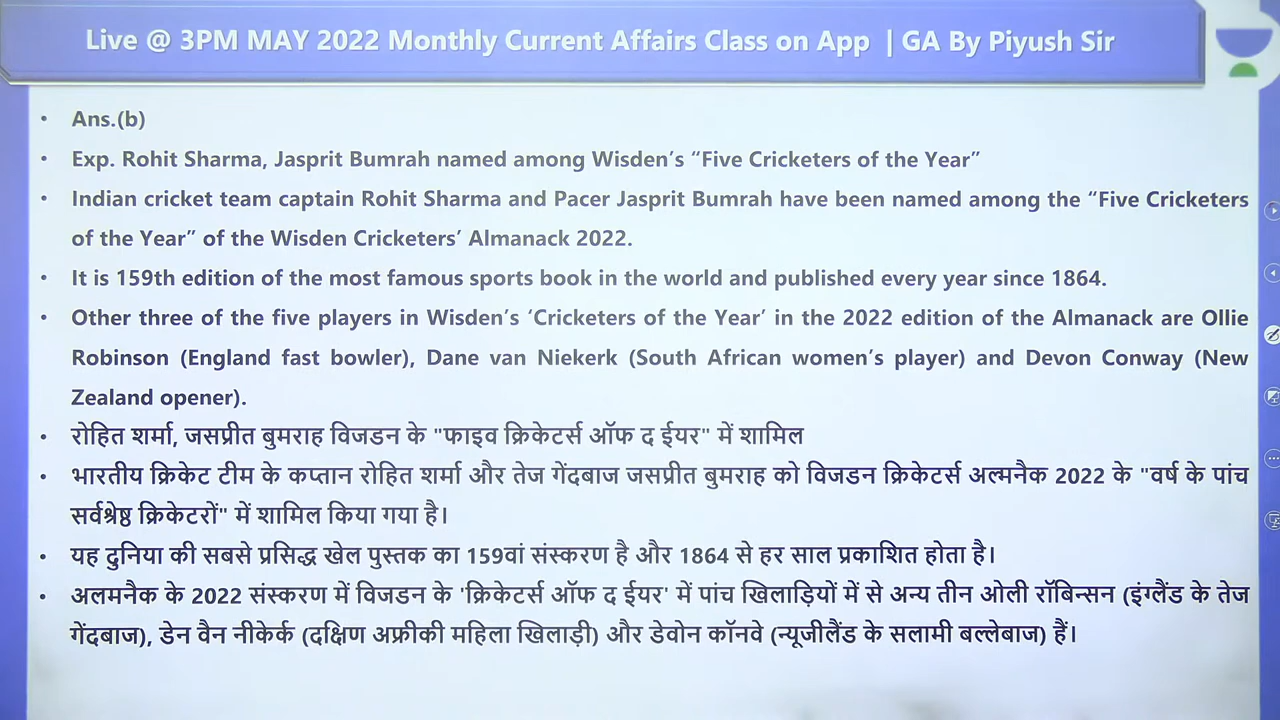 Live @ 3PM MAY 2022 Monthly Current Affairs Class on App | GA By Piyush Sir
• Ans.(b)
• Exp. Rohit Sharma, Jasprit Bumrah named among Wisden's “Five Cricketers of the Year”
• Indian cricket team captain Rohit Sharma and Pacer Jasprit Bumrah have been named among the “Five Cricketers
of the Year” of the Wisden Cricketers’ Almanack 2022.
• It is 159th edition of the most famous sports book in the world and published every year since 1864.
• Other three of the five players in Wisden’s ‘Cricketers of the Year’ in the 2022 edition of the Almanack are Ollie
Robinson (England fast bowler), Dane van Niekerk (South African women’s player) and Devon Conway (New
Zealand opener).
• रोहित शर्मा, जसप्रीत बुमराह विजडन के "फाइव क्रिकेटर्स ऑफ द ईयर" में शामिल
• भारतीय क्रिकेट टीम के कप्तान रोहित शर्मा और तेज गेंदबाज जसप्रीत बुमराह को विजडन क्रिकेटर्स अल्मनैक 2022 के "वर्ष के पांच
सर्वश्रेष्ठ क्रिकेटरों" में शामिल किया गया है।
• यह दुनिया की सबसे प्रसिद्ध खेल पुस्तक का 159वां संस्करण है और 1864 से हर साल प्रकाशित होता है।
• अलमनैक के 2022 संस्करण में विजडन के 'क्रिकेटर्स ऑफ द ईयर' में पांच खिलाड़ियों में से अन्य तीन ओली रॉबिन्सन (इंग्लैंड के तेज
गेंदबाज), डेन वैन नीकेर्क (दक्षिण अफ्रीकी महिला खिलाड़ी) और डेवोन कॉनवे (न्यूजीलैंड के सलामी बल्लेबाज) हैं।